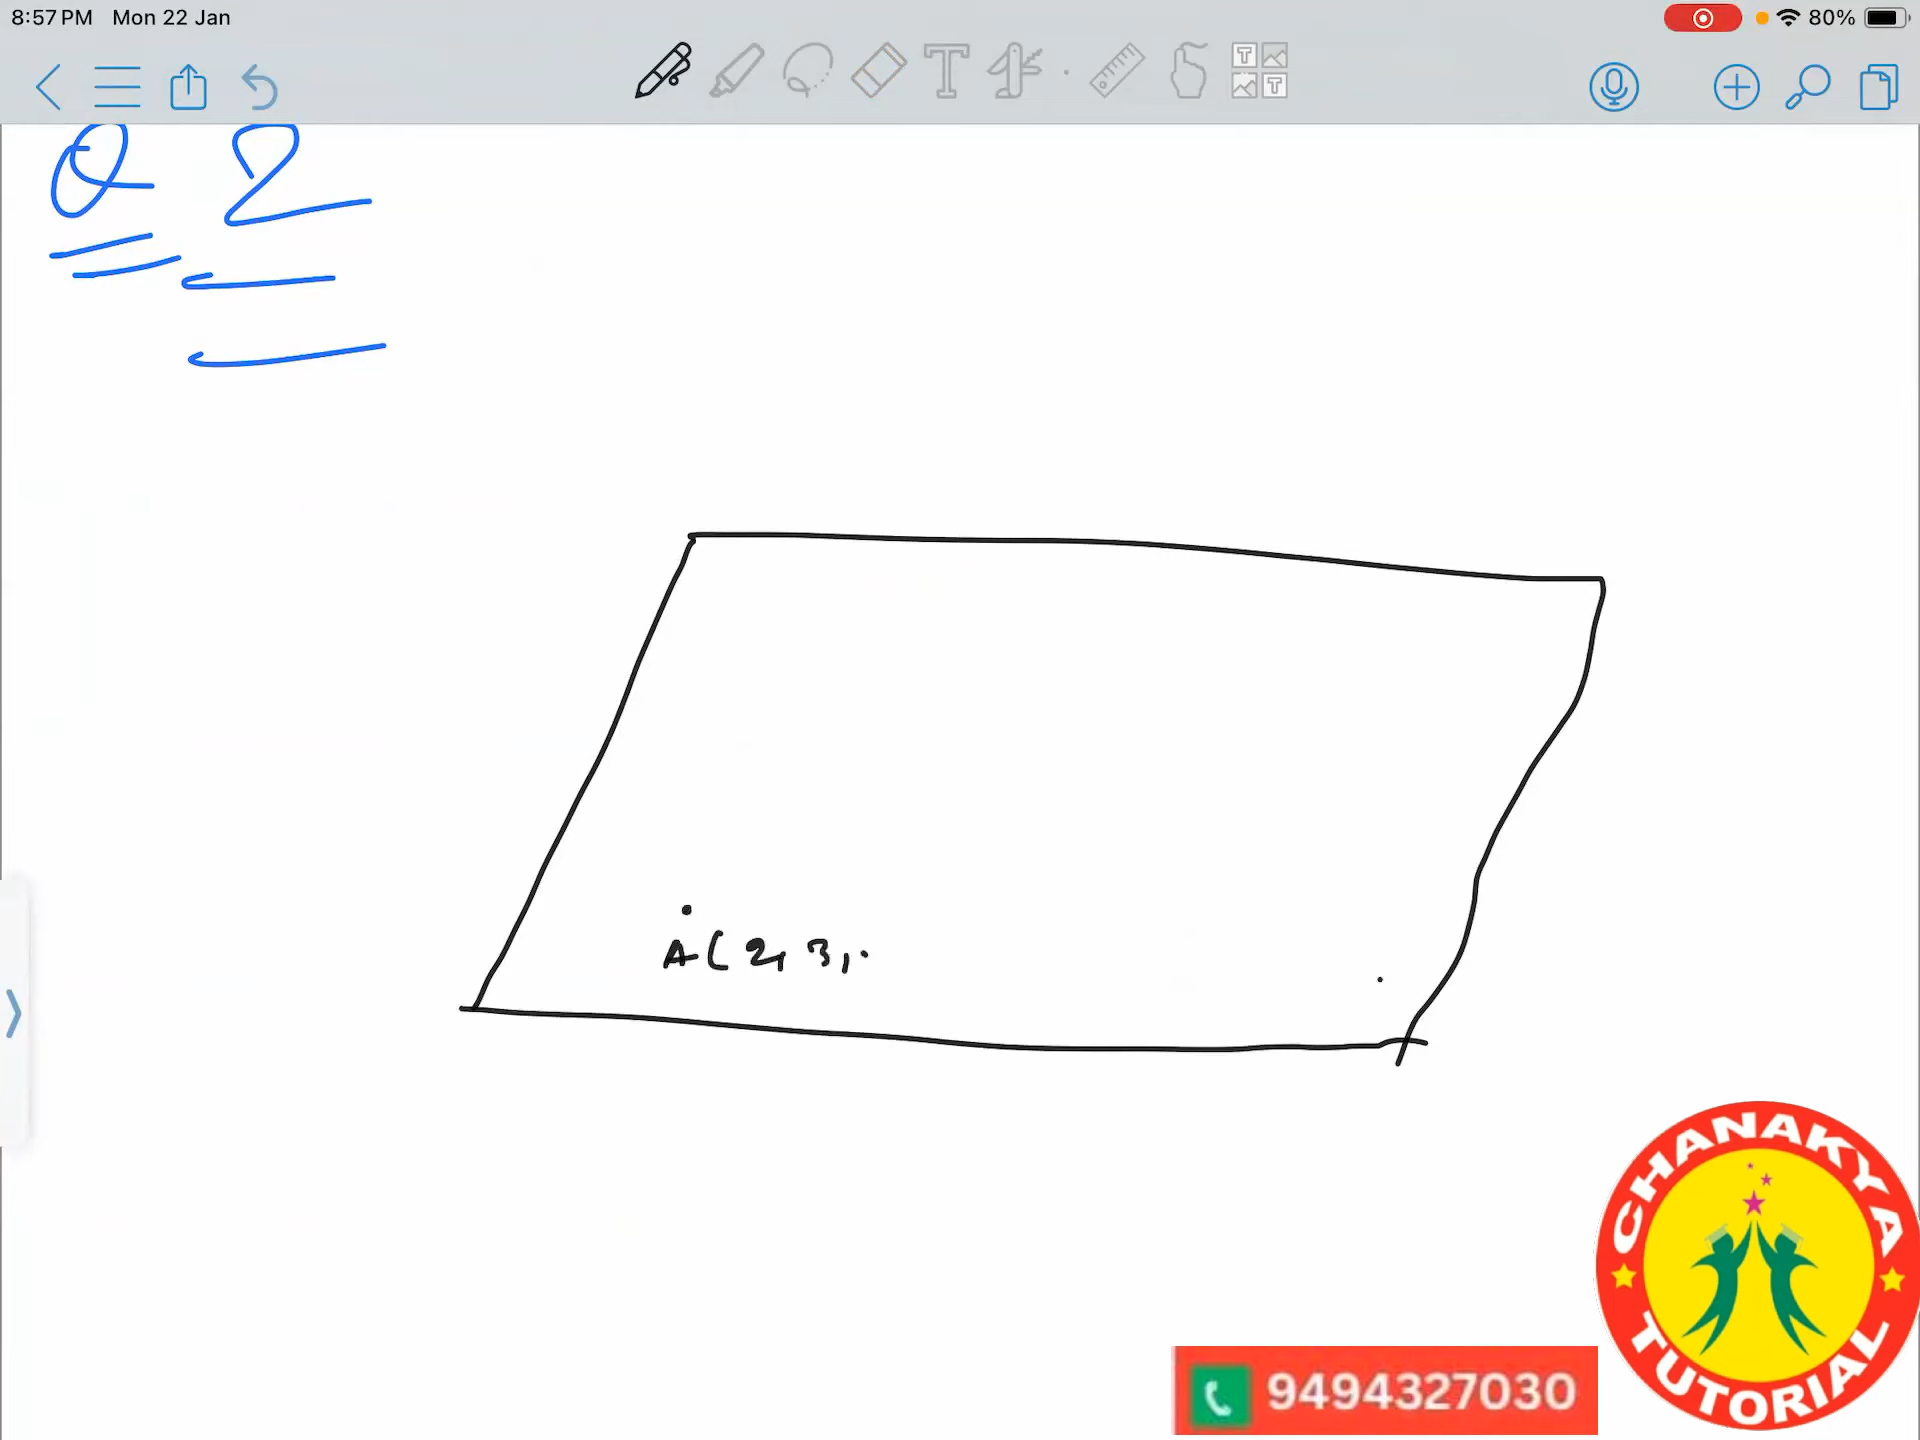 8:57 PM Mon 22 Jan
80%
Q 2
A( 2, 3,
CHANAKYA
TUTORIAL
9494327030